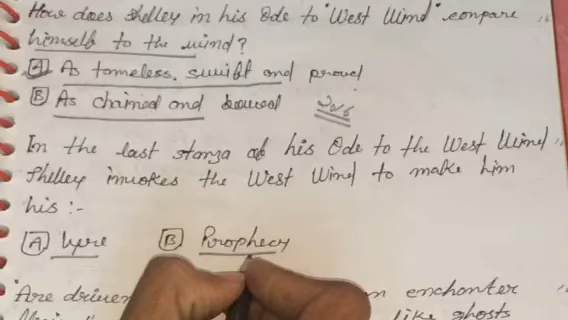 How does Shelley in his Ode to "West Wind" compare
himself to the wind?
(A) As tameless, swift and proud
(B) As chained and bowed
In the last stanza of his Ode to the West Wind,
Shelley invokes the West Wind to make him
his :-
(A) lyre (B) Prophecy
"Are driven n enchanter
like ghosts